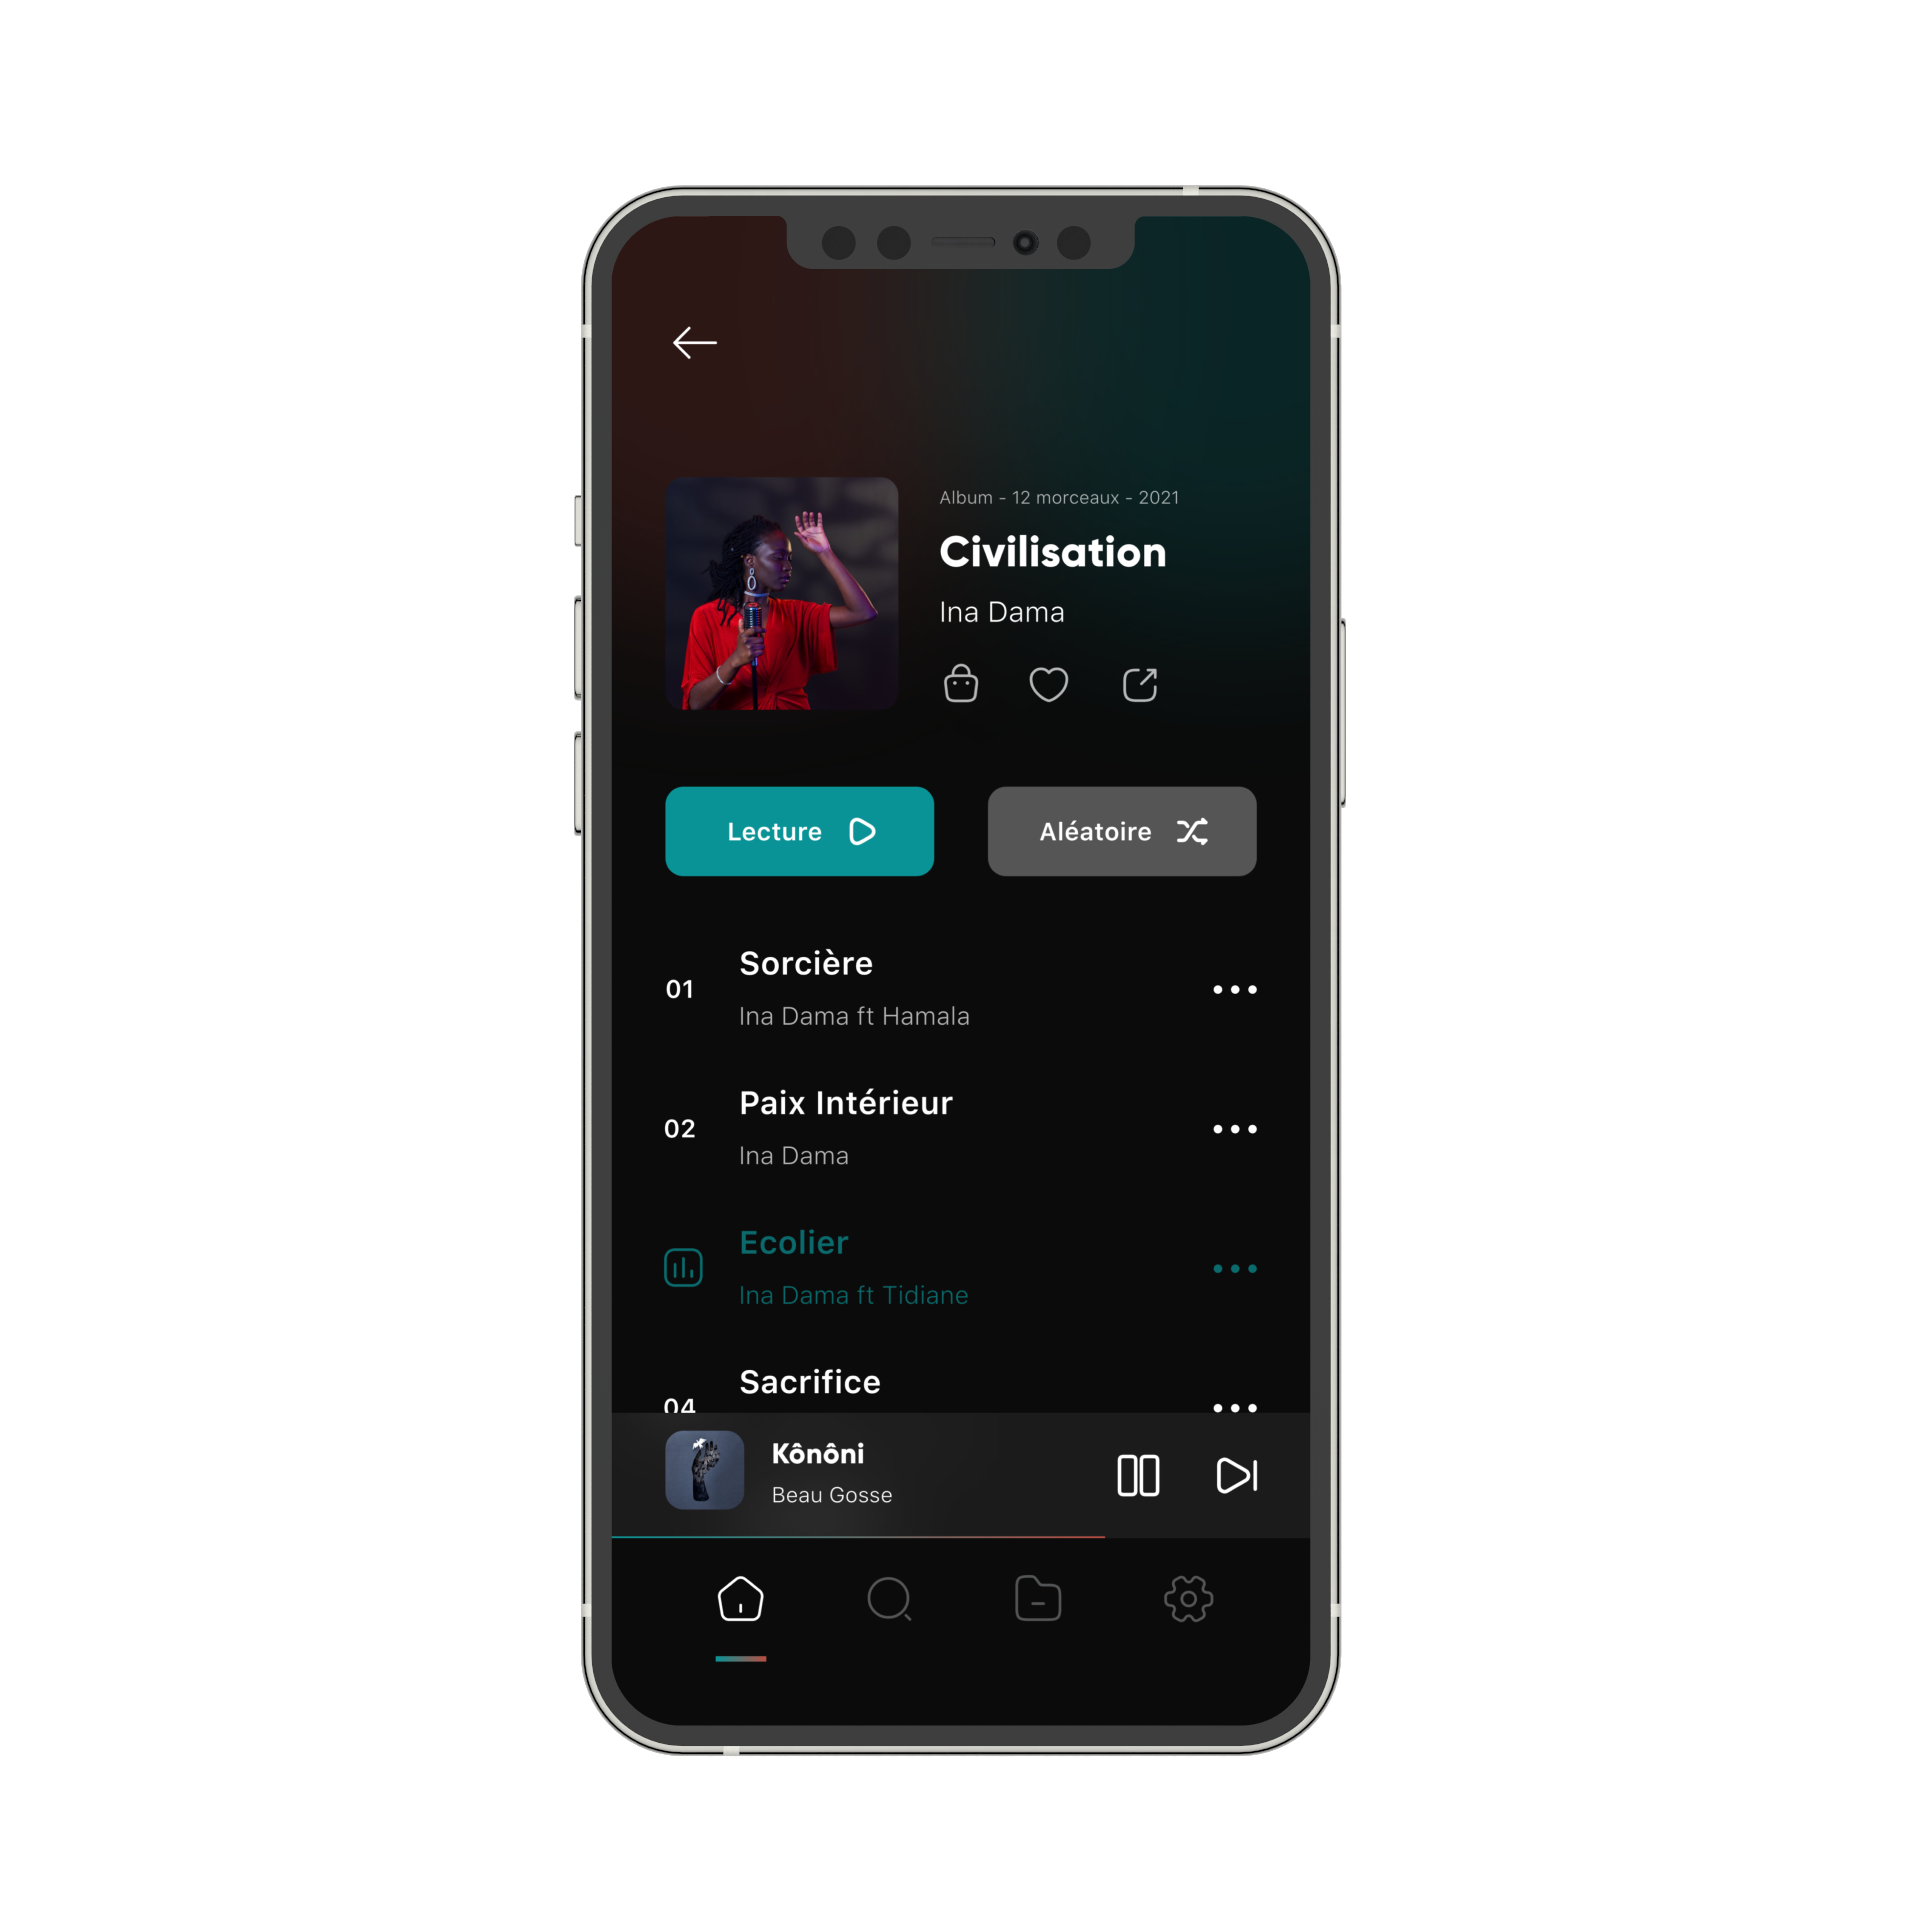 Album - 12 morceaux - 2021
Civilisation
Ina Dama
Lecture
Aléatoire
01
Sorcière
Ina Dama ft Hamala
02
Paix Intérieur
Ina Dama
Ecolier
Ina Dama ft Tidiane
04
Sacrifice
Kônôni
Beau Gosse